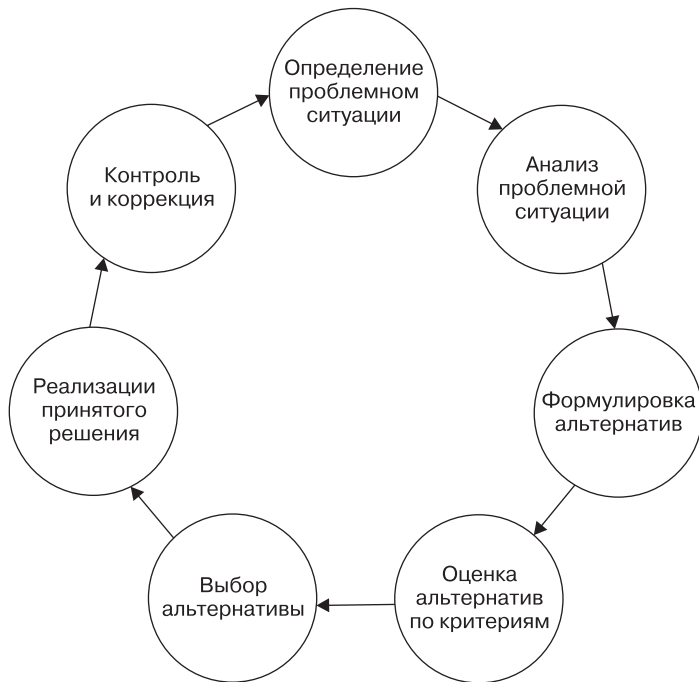 Определение
проблемном
ситуации
Анализ
проблемной
ситуации
Формулировка
альтернатив
Оценка
альтернатив
по критериям
Выбор
альтернативы
Реализации
принятого
решения
Контроль
и коррекция